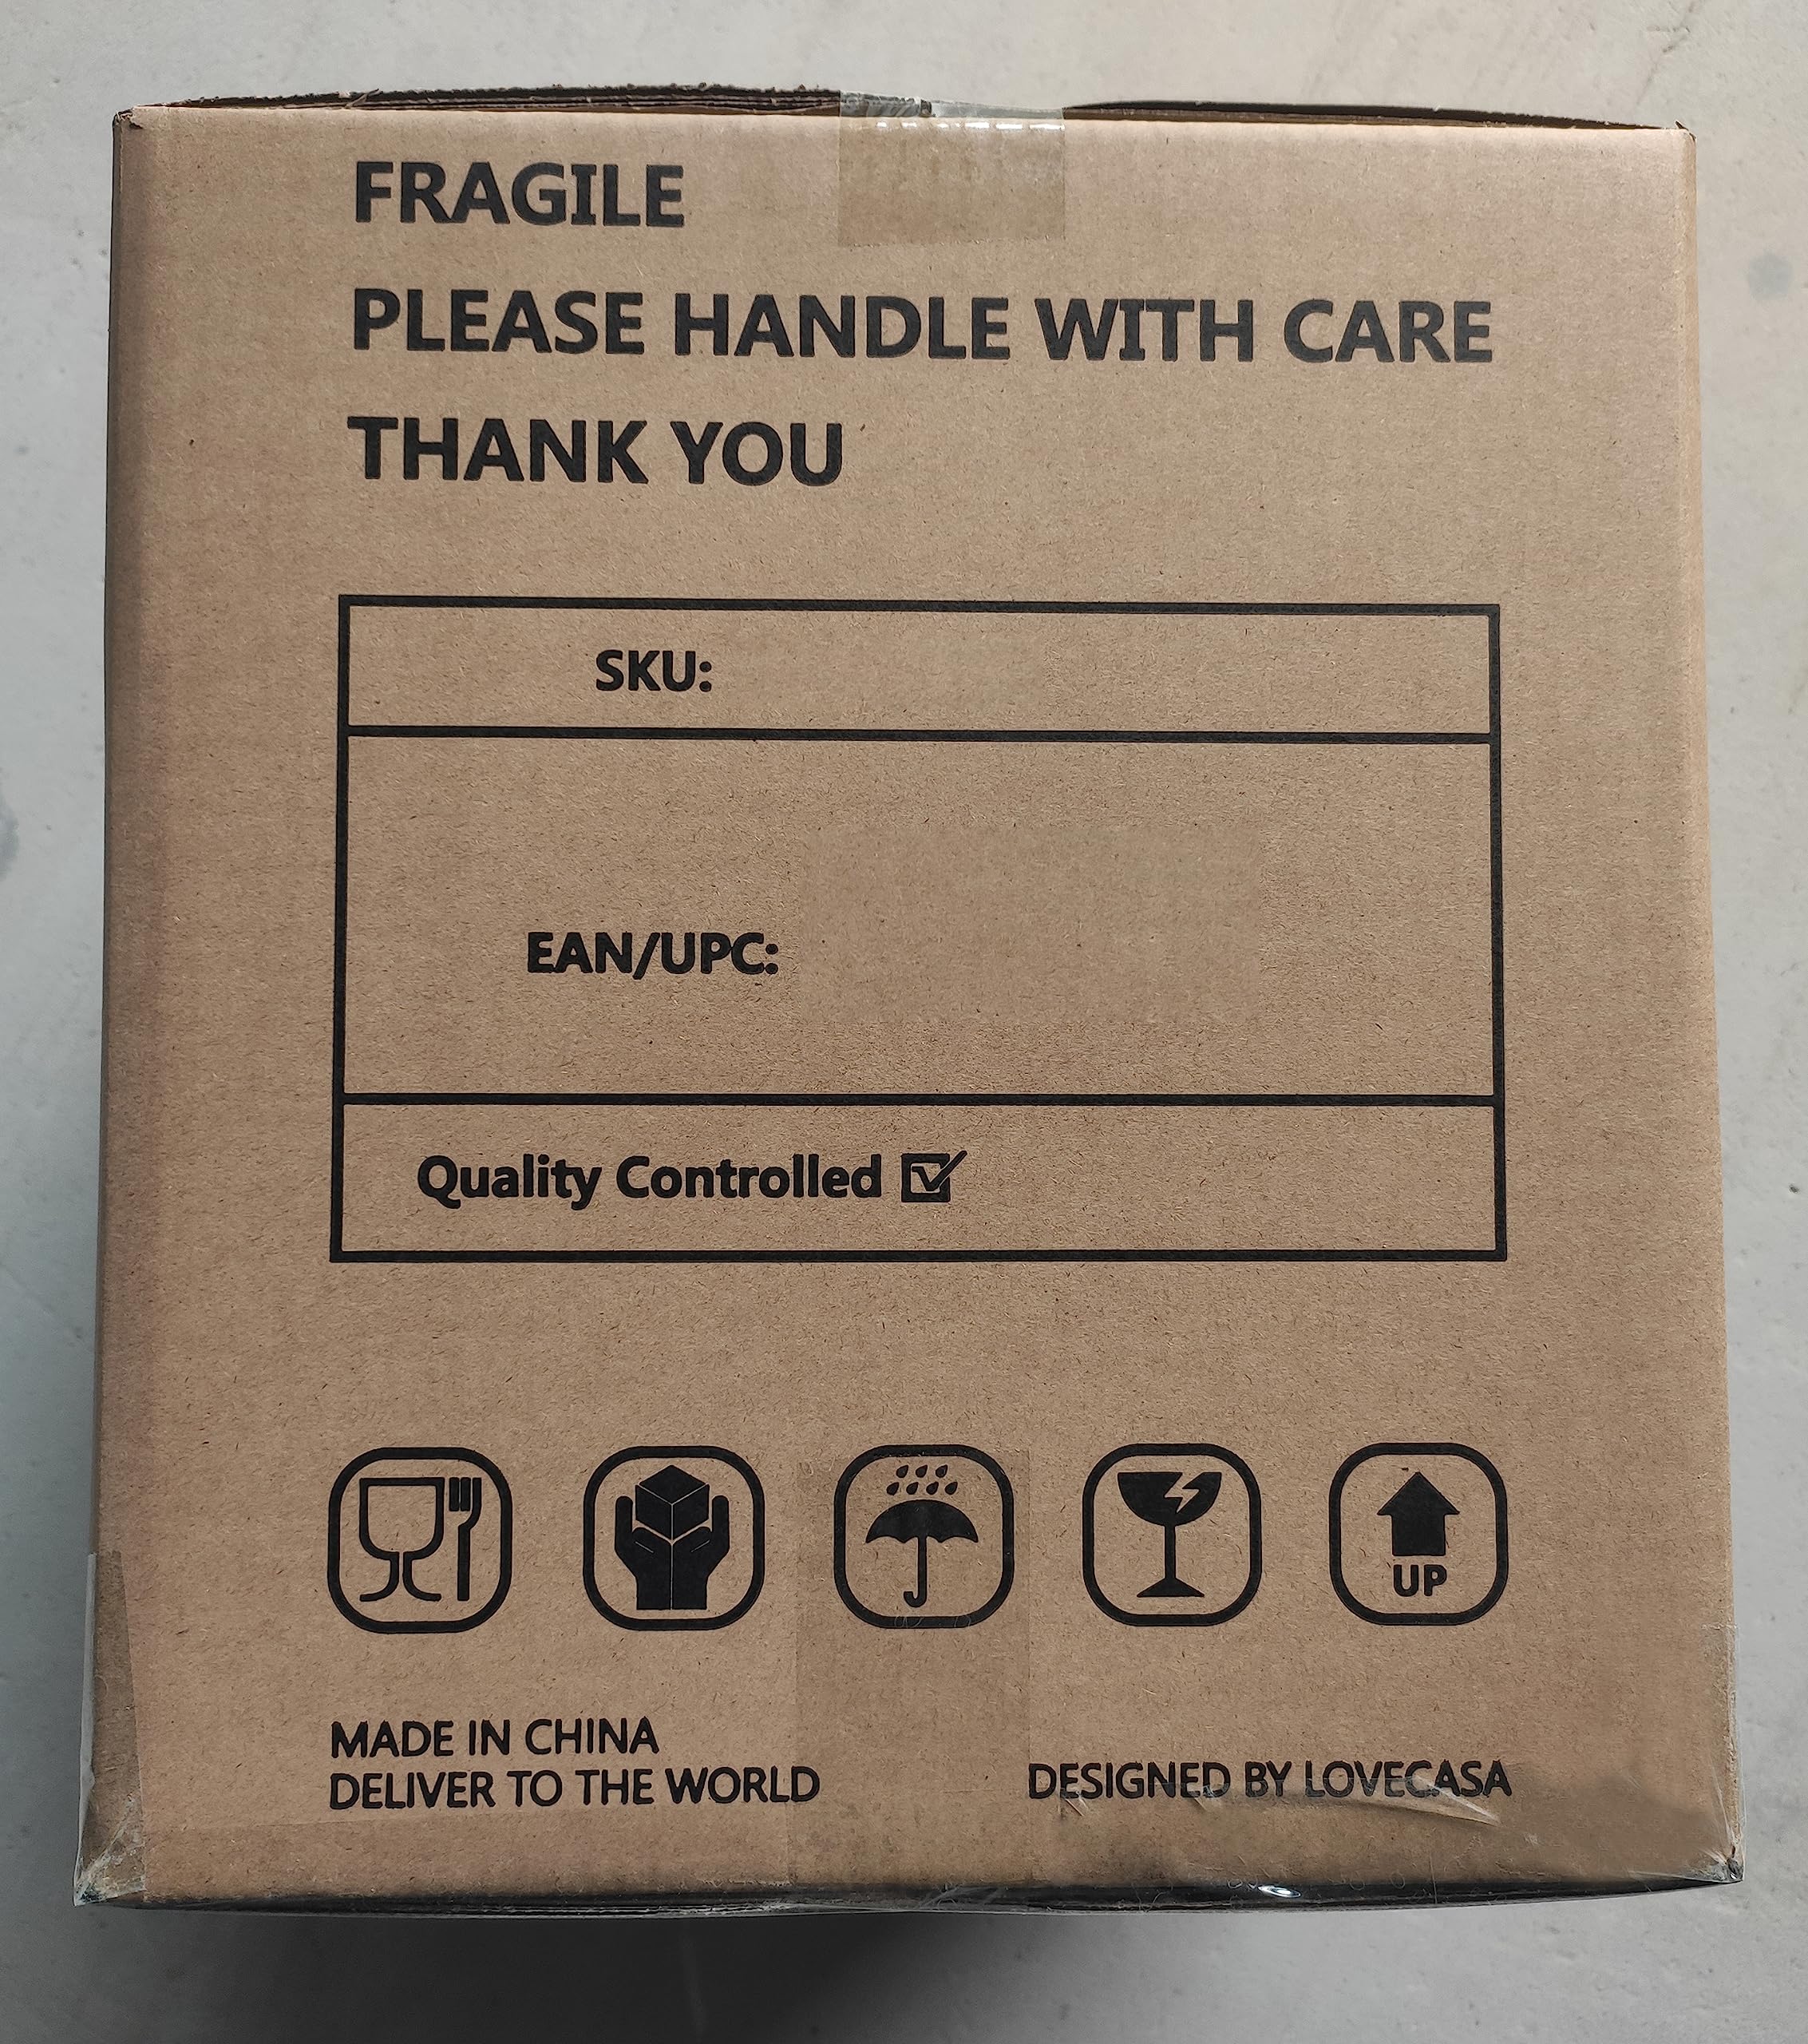 FRAGILE
PLEASE HANDLE WITH CARE
THANK YOU
SKU:
EAN/UPC:
Quality Controlled ☑
UP
MADE IN CHINA
DELIVER TO THE WORLD
DESIGNED BY LOVECASA